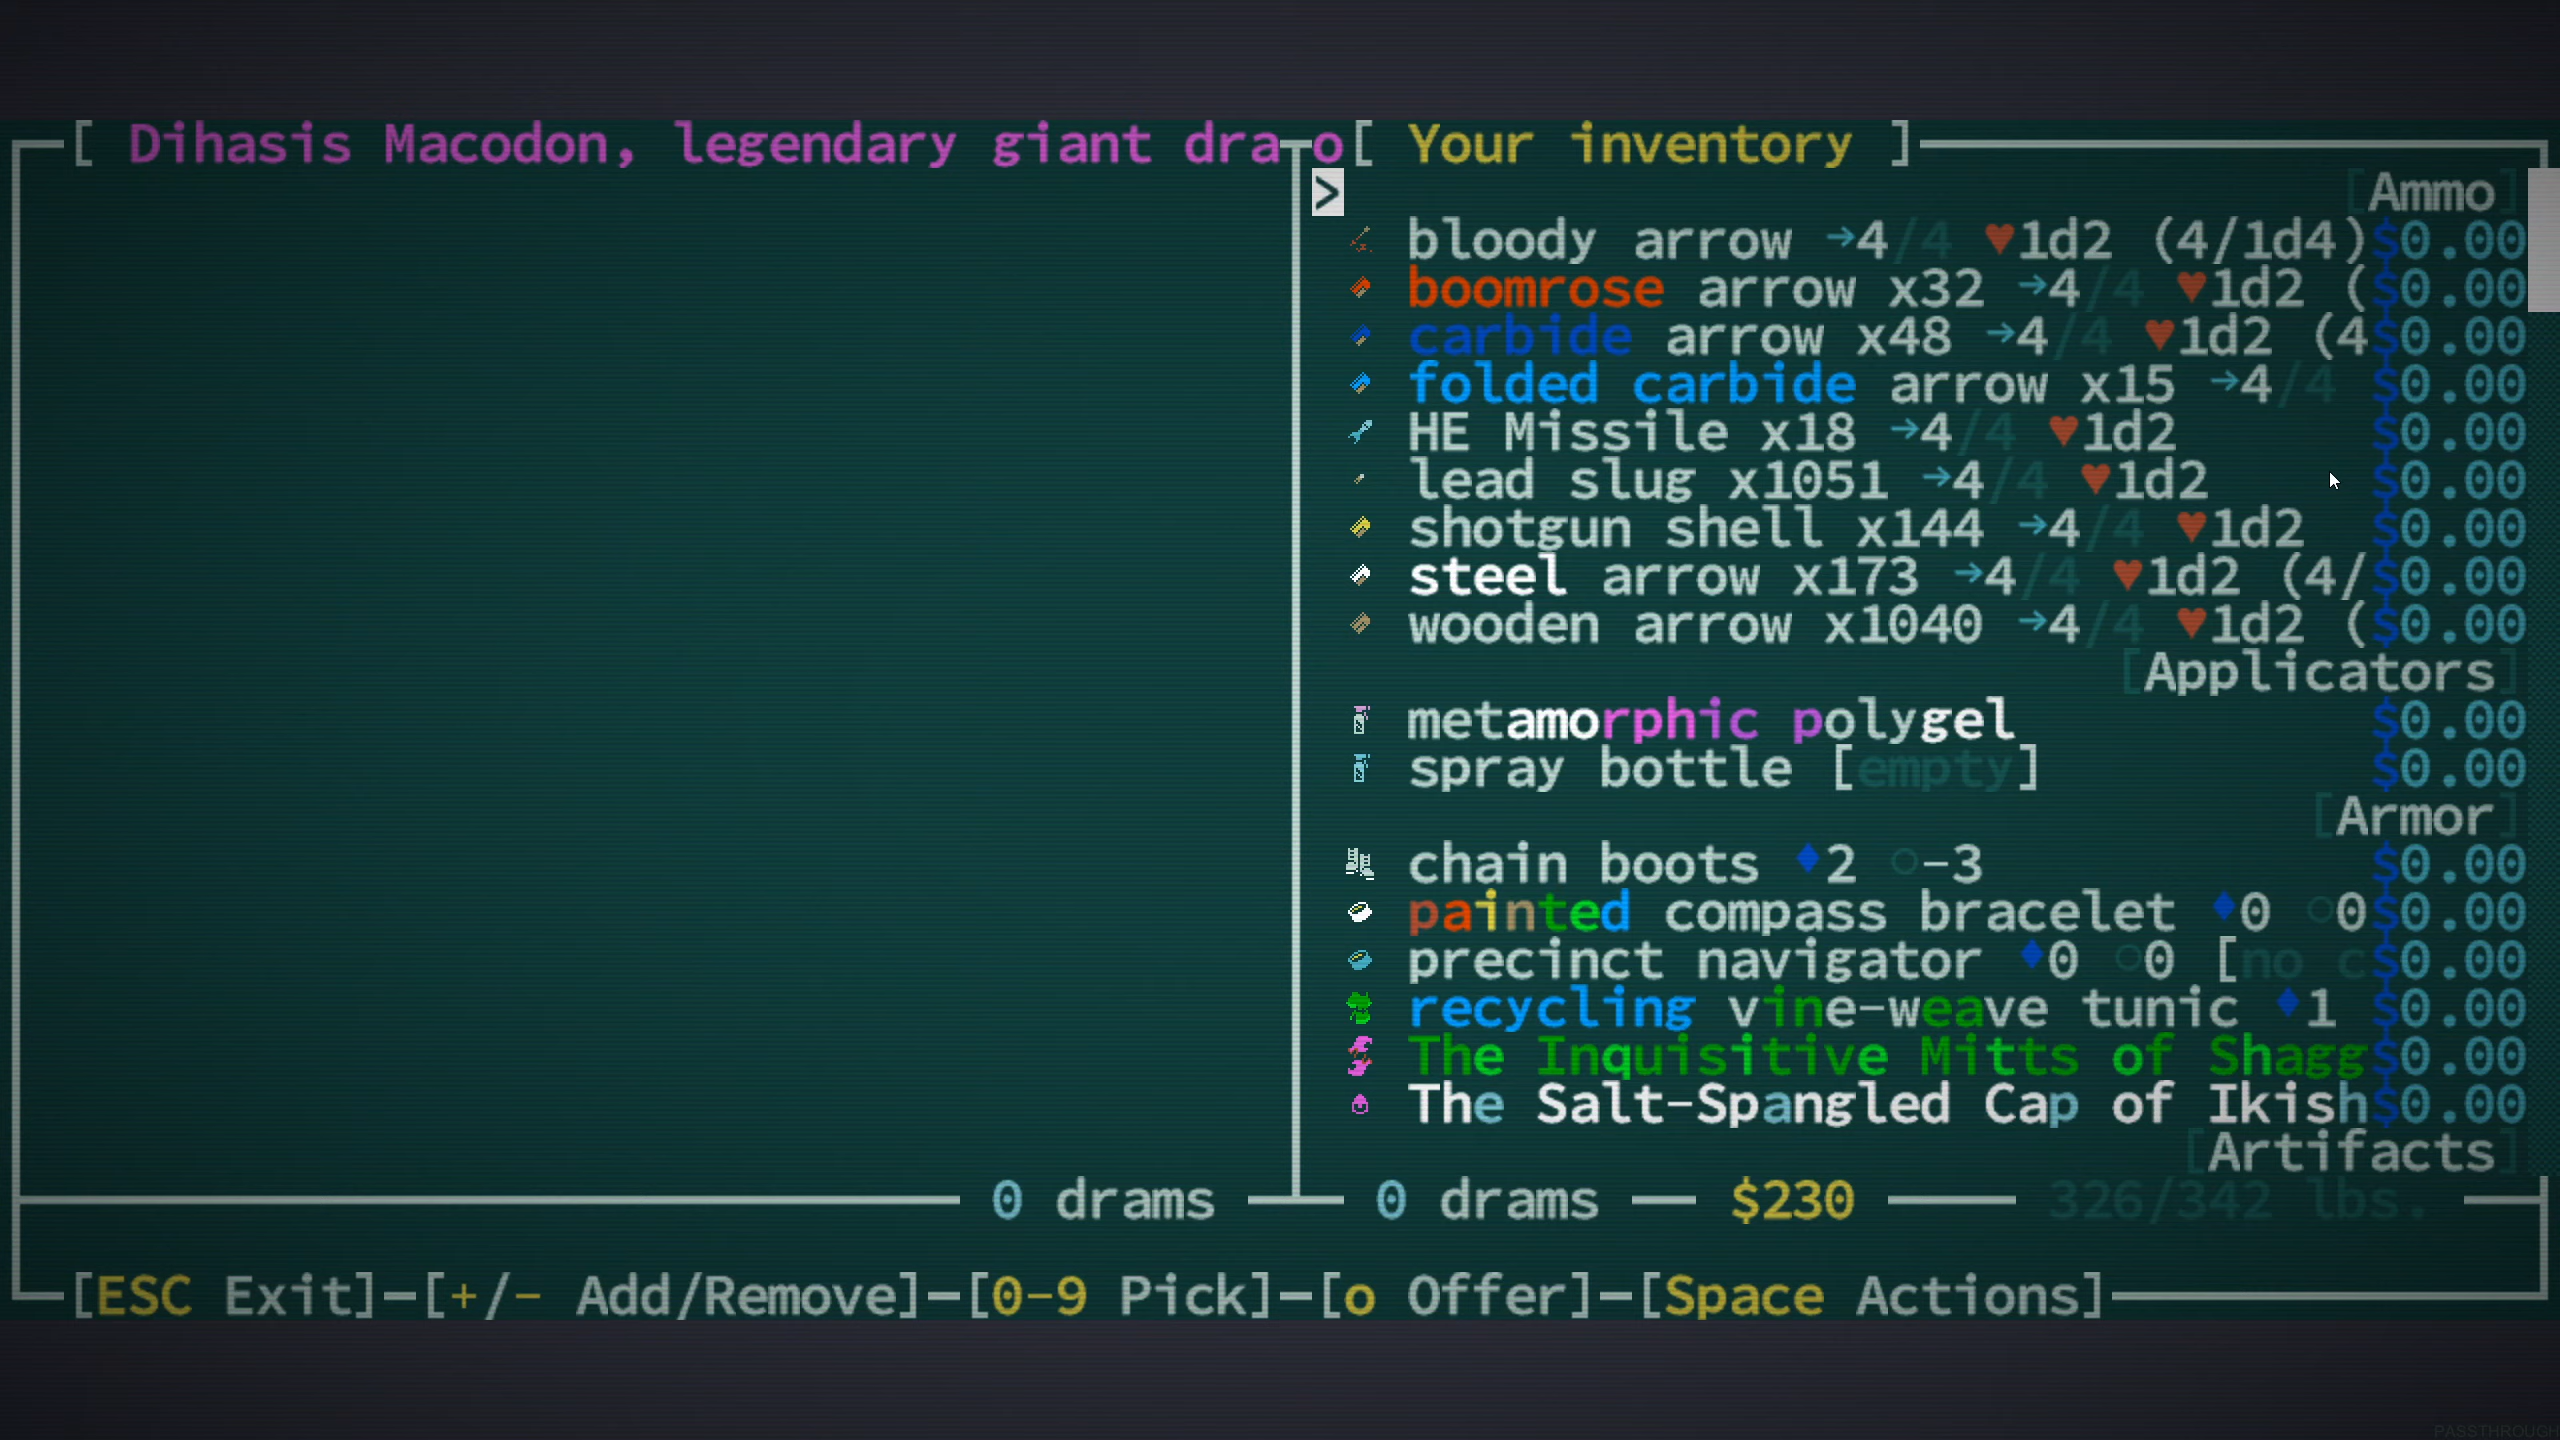 [ Dihasis Macodon, legendary giant dra o[ Your inventory ]
>
[Ammo]
bloody arrow →4/4 ♥1d2 (4/1d4) $0.00
boomrose arrow x32 →4/4 ♥1d2 ( $0.00
carbide arrow x48 →4/4 ♥1d2 (4 $0.00
folded carbide arrow x15 →4/4 $0.00
HE Missile x18 →4/4 ♥1d2 $0.00
lead slug x1051 →4/4 ♥1d2 $0.00
shotgun shell x144 →4/4 ♥1d2 $0.00
steel arrow x173 →4/4 ♥1d2 (4/ $0.00
wooden arrow x1040 →4/4 ♥1d2 ( $0.00
[Applicators]
metamorphic polygel $0.00
spray bottle [empty] $0.00
[Armor]
chain boots ♦2 ○-3 $0.00
painted compass bracelet ♦0 ○0 $0.00
precinct navigator ♦0 ○0 [no c $0.00
recycling vine-weave tunic ♦1 $0.00
The Inquisitive Mitts of Shagg $0.00
The Salt-Spangled Cap of Ikish $0.00
[Artifacts]
0 drams 0 drams $230 326/342 lbs.
[ESC Exit]-[+/- Add/Remove]-[0-9 Pick]-[o Offer]-[Space Actions]
PASSTHROUGH